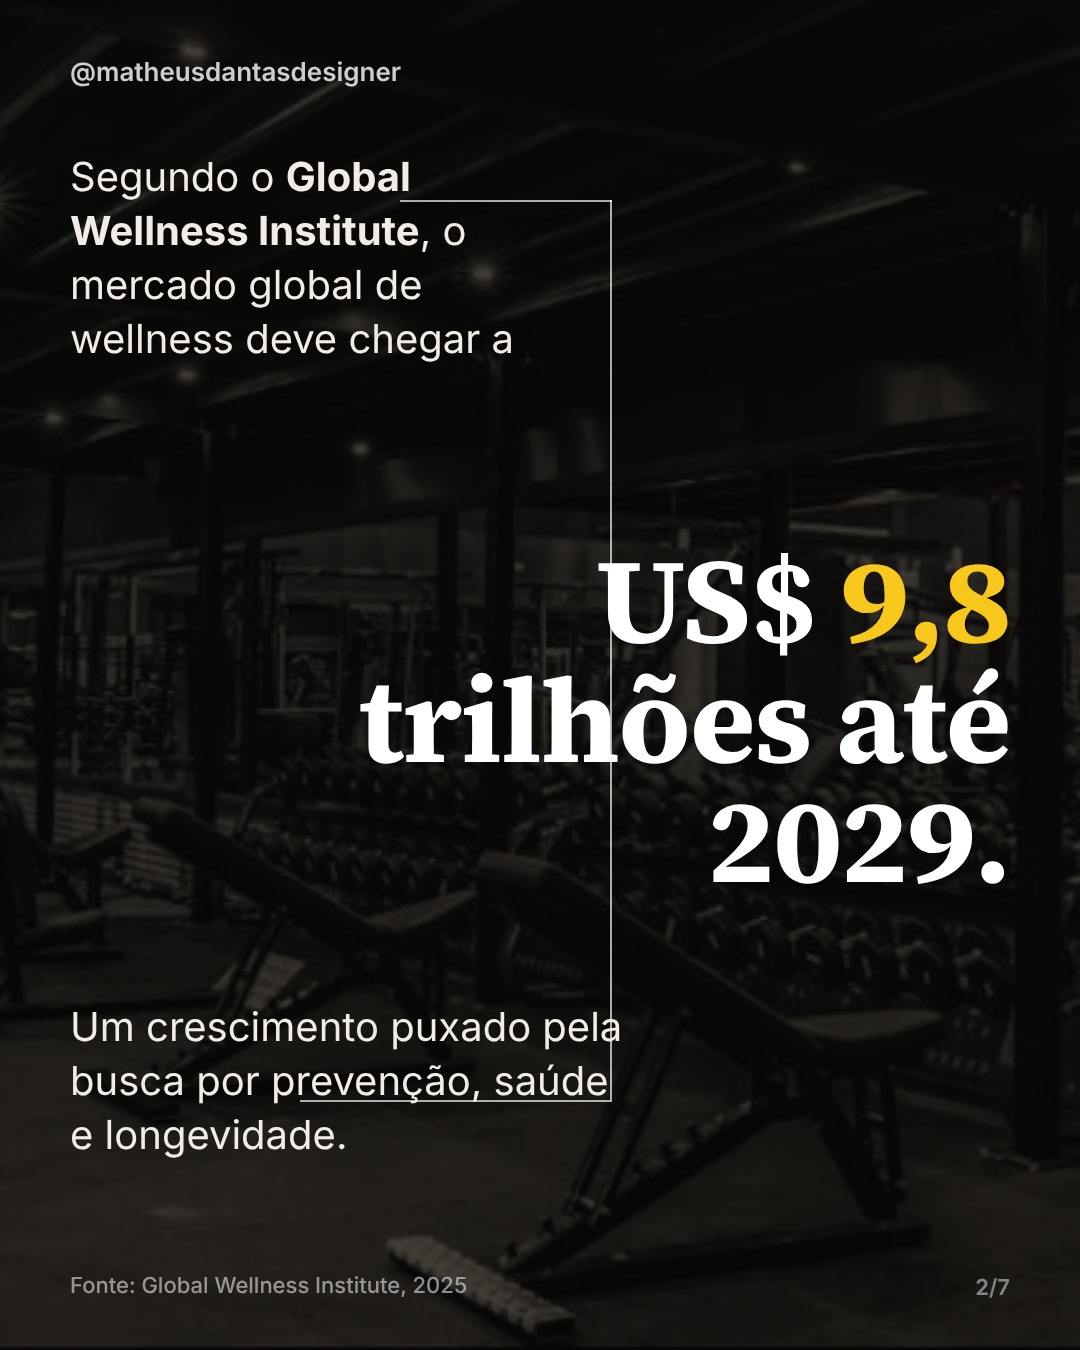 @matheusdantasdesigner
Segundo o Global
Wellness Institute, o
mercado global de
wellness deve chegar a
US$ 9,8
trilhões até
2029.
Um crescimento puxado pela
busca por prevenção, saúde
e longevidade.
Fonte: Global Wellness Institute, 2025
2/7